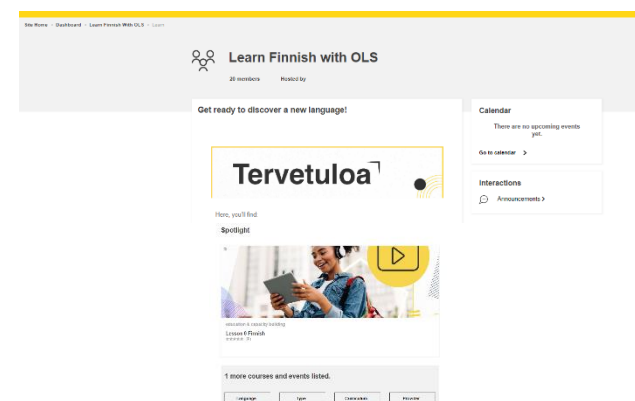 Site Home > Dashboard > Learn Finnish With OLS > Learn
Learn Finnish with OLS
20 members Hosted by
Get ready to discover a new language!
Tervetuloa
Here, you'll find
Spotlight
education & capacity building
Lesson 6 Finnish
1 more courses and events listed.
Language Type Provider
Calendar
There are no upcoming events
yet.
Go to calendar >
Interactions
Announcements >